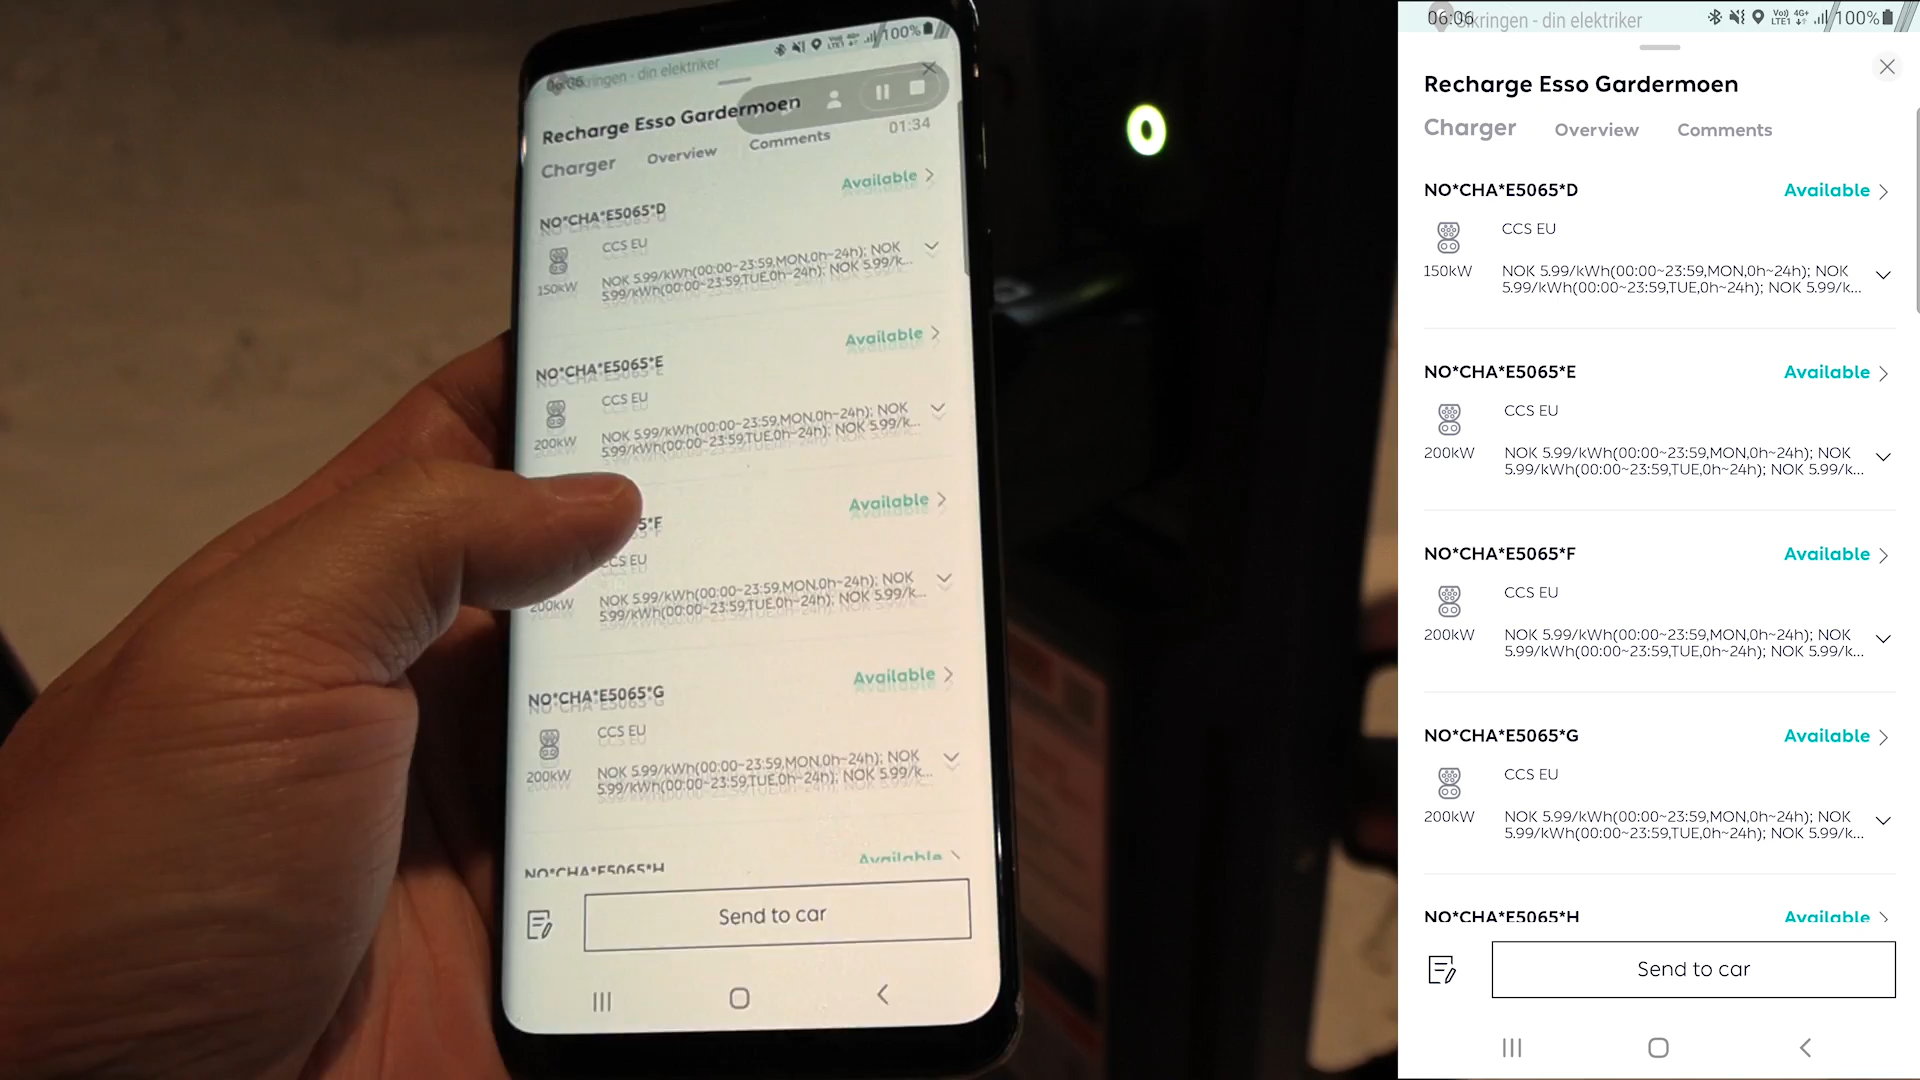 06:06 Sikringen - din elektriker 100%
Recharge Esso Gardermoen
01:34
Charger Overview Comments
Available
NO*CHA*E5065*D
CCS EU
150kW
NOK 5.99/kWh(00:00~23:59,MON,0h~24h); NOK
5.99/kWh(00:00~23:59,TUE,0h~24h); NOK 5.99/k...
Available
NO*CHA*E5065*E
CCS EU
200kW
NOK 5.99/kWh(00:00~23:59,MON,0h~24h); NOK
5.99/kWh(00:00~23:59,TUE,0h~24h); NOK 5.99/k...
Available
5*F
CCS EU
200kW
NOK 5.99/kWh(00:00~23:59,MON,0h~24h); NOK
5.99/kWh(00:00~23:59,TUE,0h~24h); NOK 5.99/k...
Available
NO*CHA*E5065*G
CCS EU
200kW
NOK 5.99/kWh(00:00~23:59,MON,0h~24h); NOK
5.99/kWh(00:00~23:59,TUE,0h~24h); NOK 5.99/k...
Available
NO*CHA*E5065*H
Send to car
06:06 Sikringen - din elektriker Vo)) LTE1 4G+ 100%
Recharge Esso Gardermoen
Charger Overview Comments
NO*CHA*E5065*D Available
CCS EU
150kW
NOK 5.99/kWh(00:00~23:59,MON,0h~24h); NOK
5.99/kWh(00:00~23:59,TUE,0h~24h); NOK 5.99/k...
NO*CHA*E5065*E Available
CCS EU
200kW
NOK 5.99/kWh(00:00~23:59,MON,0h~24h); NOK
5.99/kWh(00:00~23:59,TUE,0h~24h); NOK 5.99/k...
NO*CHA*E5065*F Available
CCS EU
200kW
NOK 5.99/kWh(00:00~23:59,MON,0h~24h); NOK
5.99/kWh(00:00~23:59,TUE,0h~24h); NOK 5.99/k...
NO*CHA*E5065*G Available
CCS EU
200kW
NOK 5.99/kWh(00:00~23:59,MON,0h~24h); NOK
5.99/kWh(00:00~23:59,TUE,0h~24h); NOK 5.99/k...
NO*CHA*E5065*H Available
Send to car